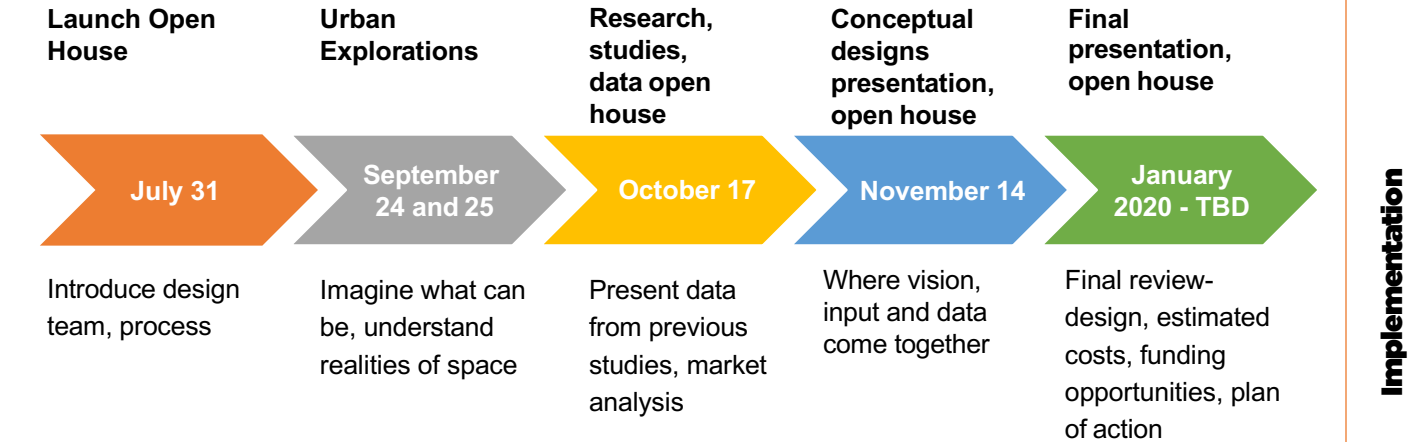 Launch Open
House
July 31
Introduce design
team, process
Urban
Explorations
September
24 and 25
Imagine what can
be, understand
realities of space
Research,
studies,
data open
house
October 17
Present data
from previous
studies, market
analysis
Conceptual
designs
presentation,
open house
November 14
Where vision,
input and data
come together
Final
presentation,
open house
January
2020 - TBD
Final review-
design, estimated
costs, funding
opportunities, plan
of action
Implementation